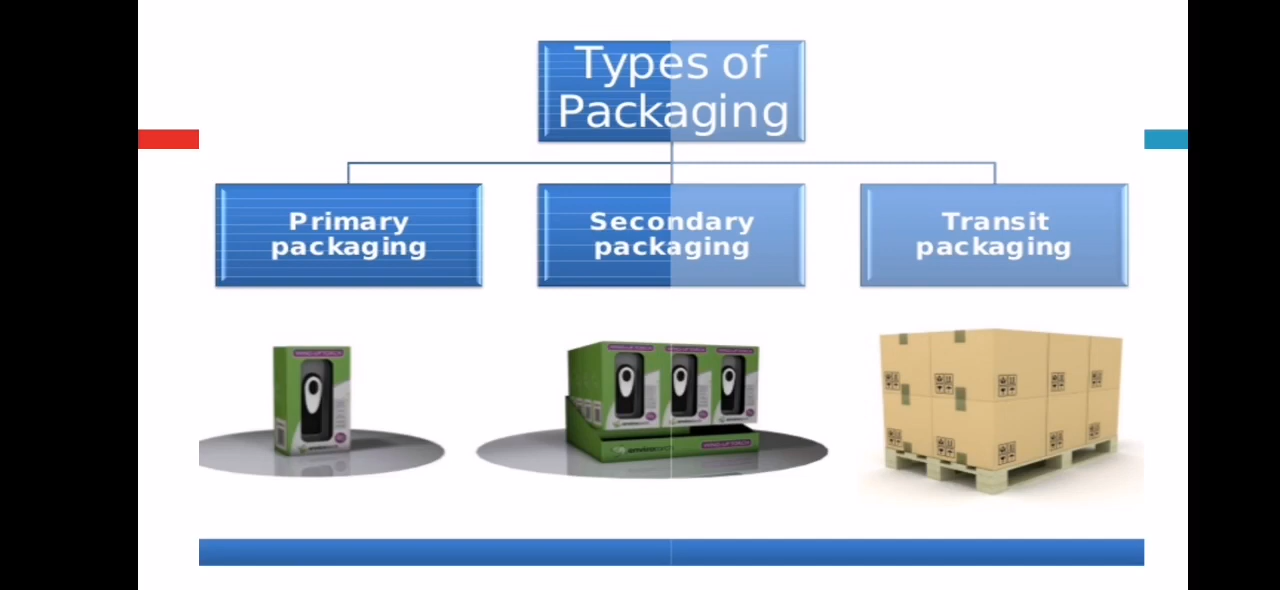 Types of
Packaging
Primary
packaging
Secondary
packaging
Transit
packaging